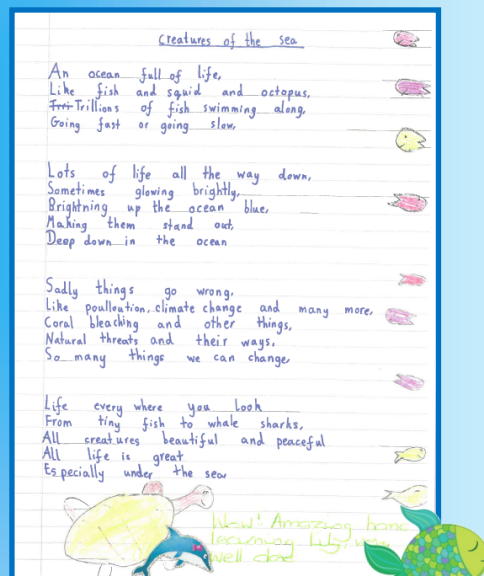 creatures of the sea
An ocean full of life,
Like fish and squid and octopus,
Tri Trillions of fish swimming along,
Going fast or going slow,
Lots of life all the way down,
Sometimes glowing brightly,
Brightning up the ocean blue,
Making them stand out,
Deep down in the ocean
Sadly things go wrong,
Like poulloution, climate change and many more,
Coral bleaching and other things,
Natural threats and their ways,
So many things we can change,
Life every where you look
From tiny fish to whale sharks,
All creatures beautiful and peaceful
All life is great
Especially under the sea
Wow! Amazing home
learning
well done